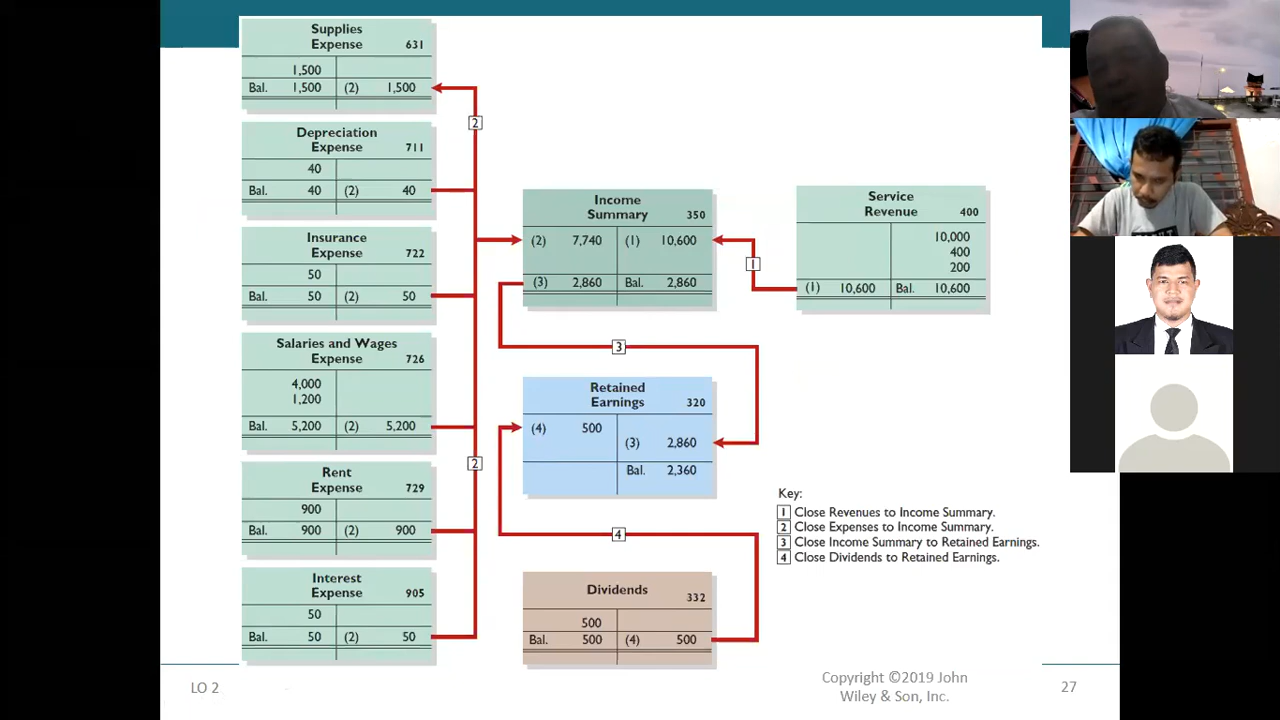 Supplies
Expense 631
1,500
Bal. 1,500 (2) 1,500
Depreciation
Expense 711
40
Bal. 40 (2) 40
Insurance
Expense 722
50
Bal. 50 (2) 50
Salaries and Wages
Expense 726
4,000
1,200
Bal. 5,200 (2) 5,200
Rent
Expense 729
900
Bal. 900 (2) 900
Interest
Expense 905
50
Bal. 50 (2) 50
2
2
Income
Summary 350
(2) 7,740 (1) 10,600
(3) 2,860 Bal. 2,860
3
Retained
Earnings 320
(4) 500
(3) 2,860
Bal. 2,360
4
Dividends 332
500
Bal. 500 (4) 500
1
Service
Revenue 400
10,000
400
200
(1) 10,600 Bal. 10,600
Key:
1 Close Revenues to Income Summary.
2 Close Expenses to Income Summary.
3 Close Income Summary to Retained Earnings.
4 Close Dividends to Retained Earnings.
LO 2
Copyright ©2019 John
Wiley & Son, Inc.
27